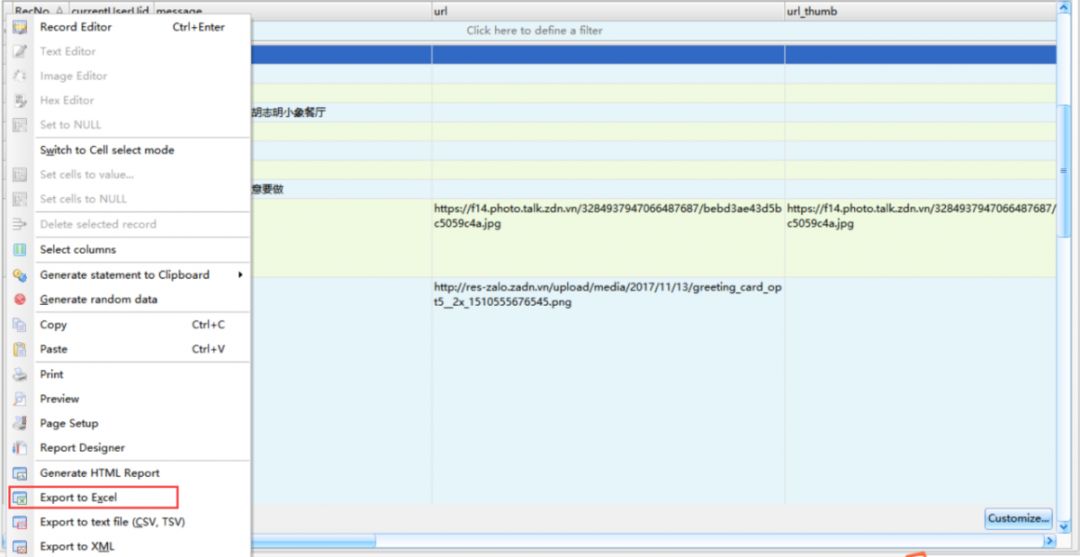 RecNo currentUserUid message url url_thumb
Click here to define a filter
Record Editor Ctrl+Enter
Text Editor
Image Editor
Hex Editor
胡志明小象餐厅
Set to NULL
Switch to Cell select mode
Set cells to value...
意要做
Set cells to NULL
https://f14.photo.talk.zdn.vn/3284937947066487687/bebd3ae43d5b
c5059c4a.jpg
https://f14.photo.talk.zdn.vn/3284937947066487687/
c5059c4a.jpg
Delete selected record
Select columns
Generate statement to Clipboard
Generate random data
http://res-zalo.zadn.vn/upload/media/2017/11/13/greeting_card_op
t5__2x_1510555676545.png
Copy Ctrl+C
Paste Ctrl+V
Print
Preview
Page Setup
Report Designer
Generate HTML Report
Export to Excel
Export to text file (CSV, TSV)
Customize...
Export to XML